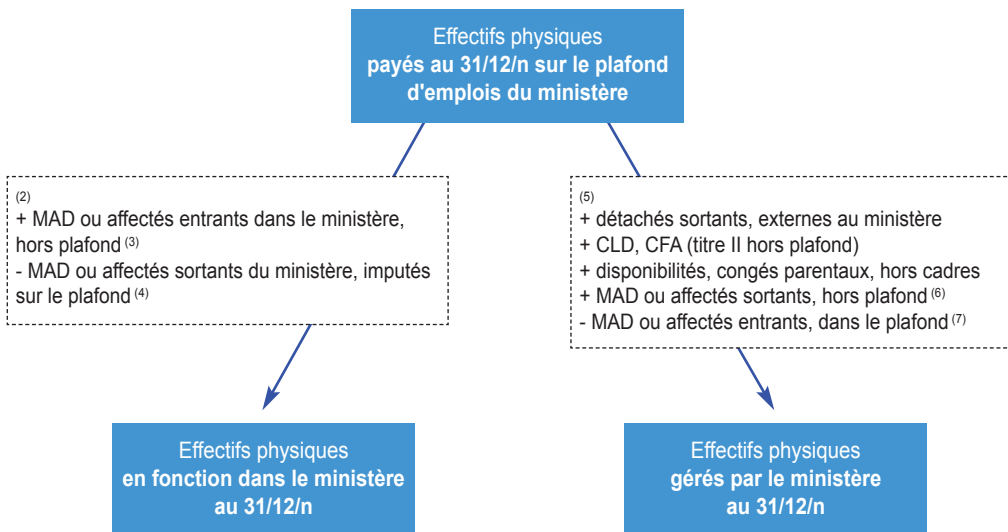 Effectifs physiques
payés au 31/12/n sur le plafond
d'emplois du ministère
(2)
+ MAD ou affectés entrants dans le ministère,
hors plafond (3)
- MAD ou affectés sortants du ministère, imputés
sur le plafond (4)
(5)
+ détachés sortants, externes au ministère
+ CLD, CFA (titre II hors plafond)
+ disponibilités, congés parentaux, hors cadres
+ MAD ou affectés sortants, hors plafond (6)
- MAD ou affectés entrants, dans le plafond (7)
Effectifs physiques
en fonction dans le ministère
au 31/12/n
Effectifs physiques
gérés par le ministère
au 31/12/n